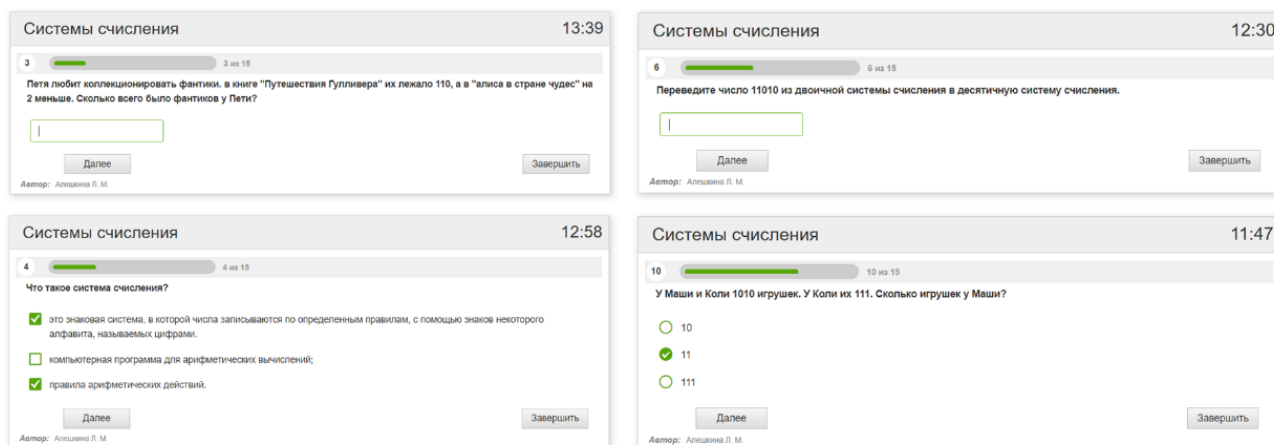 Системы счисления 13:39
3 3 из 15
Петя любит коллекционировать фантики. в книге "Путешествия Гулливера" их лежало 110, а в "алиса в стране чудес" на
2 меньше. Сколько всего было фантиков у Пети?
Далее Завершить
Автор: Алешкина Л. М.
Системы счисления 12:30
6 6 из 15
Переведите число 11010 из двоичной системы счисления в десятичную систему счисления.
Далее Завершить
Автор: Алешкина Л. М.
Системы счисления 12:58
4 4 из 15
Что такое система счисления?
это знаковая система, в которой числа записываются по определенным правилам, с помощью знаков некоторого
алфавита, называемых цифрами.
компьютерная программа для арифметических вычислений;
правила арифметических действий.
Далее Завершить
Автор: Алешкина Л. М.
Системы счисления 11:47
10 10 из 15
У Маши и Коли 1010 игрушек. У Коли их 111. Сколько игрушек у Маши?
10
11
111
Далее Завершить
Автор: Алешкина Л. М.